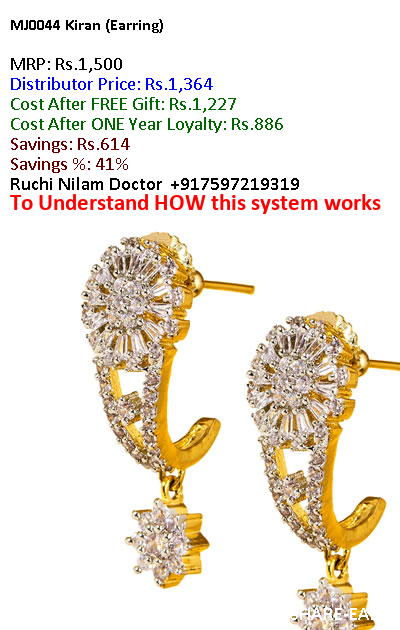 MJ0044 Kiran (Earring)
MRP: Rs.1,500
Distributor Price: Rs.1,364
Cost After FREE Gift: Rs.1,227
Cost After ONE Year Loyalty: Rs.886
Savings: Rs.614
Savings %: 41%
Ruchi Nilam Doctor +917597219319
To Understand HOW this system works